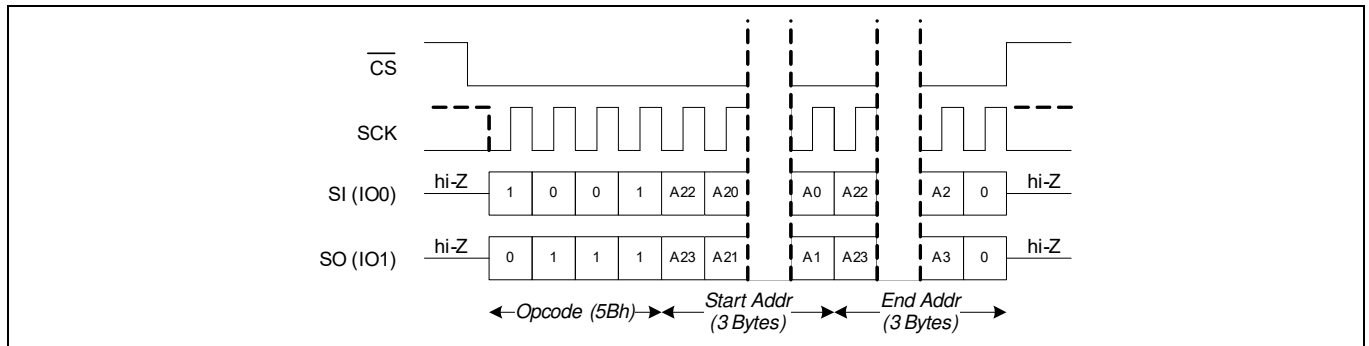 CS
SCK
SI (IO0) hi-Z 1 0 0 1 A22 A20 A0 A22 A2 0 hi-Z
SO (IO1) hi-Z 0 1 1 1 A23 A21 A1 A23 A3 0 hi-Z
Opcode (5Bh) Start Addr End Addr
(3 Bytes) (3 Bytes)